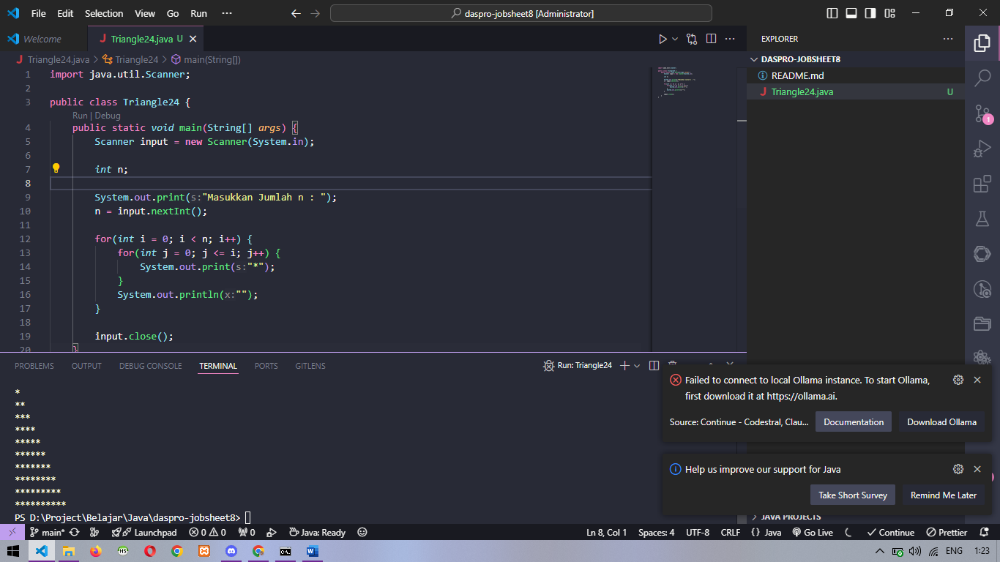 File Edit Selection View Go Run ··· daspro-jobsheet8 [Administrator]
Welcome Triangle24.java U
Triangle24.java > Triangle24 > main(String[])
1 import java.util.Scanner;
2
3 public class Triangle24 {
Run | Debug
4 public static void main(String[] args) {
5 Scanner input = new Scanner(System.in);
6
7 int n;
8
9 System.out.print(s:"Masukkan Jumlah n : ");
10 n = input.nextInt();
11
12 for(int i = 0; i < n; i++) {
13 for(int j = 0; j <= i; j++) {
14 System.out.print(s:"*");
15 }
16 System.out.println(x:"");
17 }
18
19 input.close();
20 }
EXPLORER
DASPRO-JOBSHEET8
README.md
Triangle24.java U
1
PROBLEMS OUTPUT DEBUG CONSOLE TERMINAL PORTS GITLENS Run: Triangle24
*
**
***
****
*****
******
*******
********
*********
**********
PS D:\Project\Belajar\Java\daspro-jobsheet8>
Failed to connect to local Ollama instance. To start Ollama,
first download it at https://ollama.ai.
Source: Continue - Codestral, Clau... Documentation Download Ollama
Help us improve our support for Java
Take Short Survey Remind Me Later
JAVA PROJECTS
main* Launchpad 0 0 0 Java: Ready Ln 8, Col 1 Spaces: 4 UTF-8 CRLF {} Java Go Live Continue Prettier
ENG 1:23